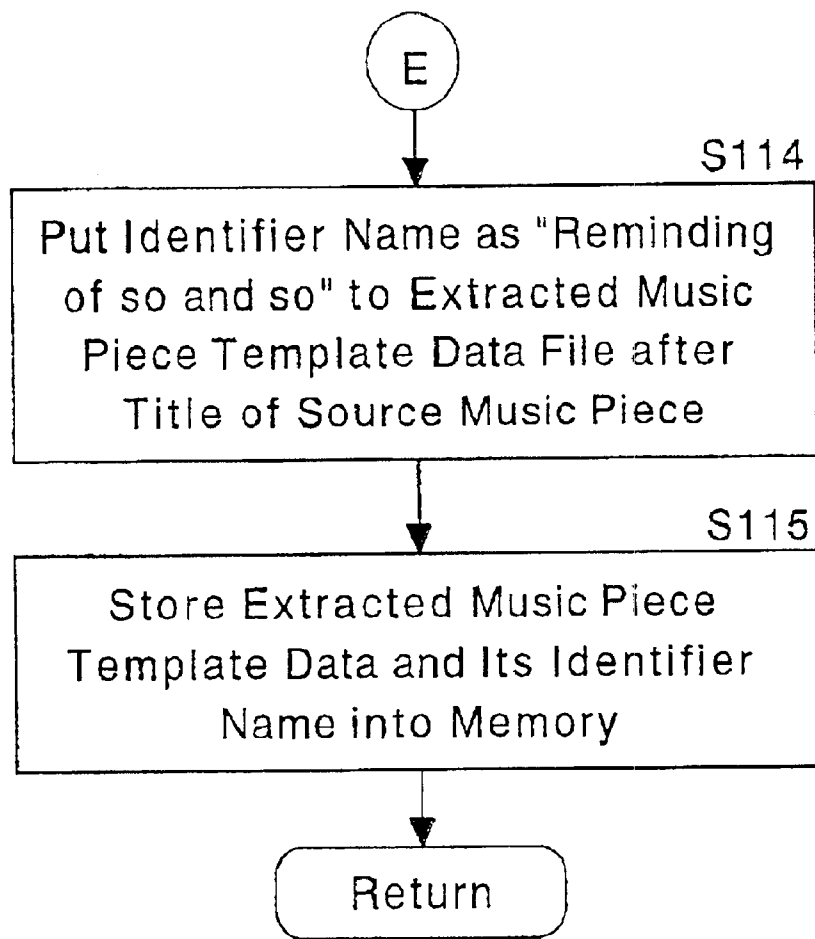 E
S114
Put Identifier Name as "Reminding
of so and so" to Extracted Music
Piece Template Data File after
Title of Source Music Piece
S115
Store Extracted Music Piece
Template Data and Its Identifier
Name into Memory
Return